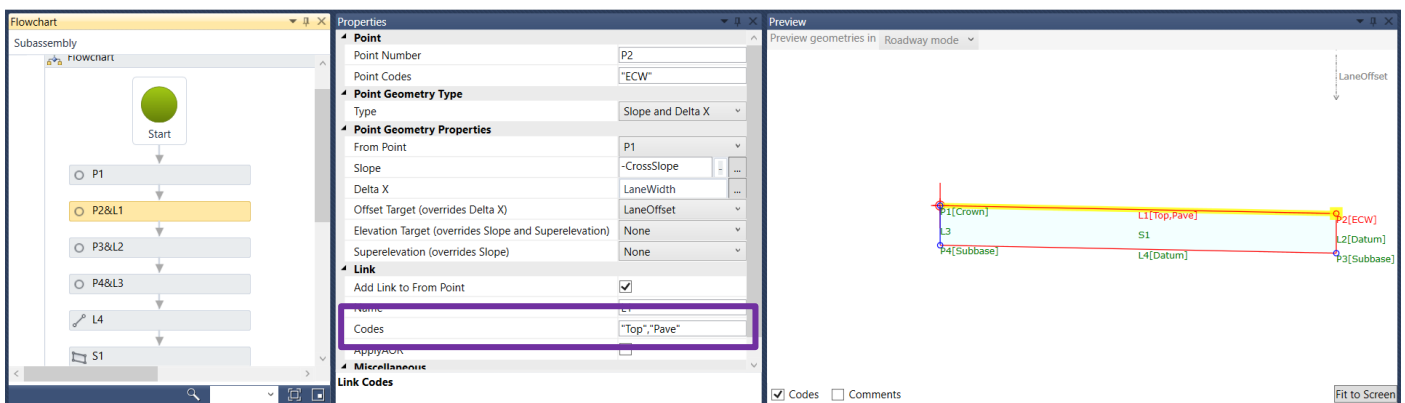 Flowchart
Subassembly
Flowchart
Start
P1
P2&L1
P3&L2
P4&L3
L4
S1
Properties
Point
Point Number P2
Point Codes "ECW"
Point Geometry Type
Type Slope and Delta X
Point Geometry Properties
From Point P1
Slope -CrossSlope ...
Delta X LaneWidth ...
Offset Target (overrides Delta X) LaneOffset
Elevation Target (overrides Slope and Superelevation) None
Superelevation (overrides Slope) None
Link
Add Link to From Point
Name L1
Codes "Top","Pave"
ApplyAOR
Miscellaneous
Link Codes
Preview
Preview geometries in Roadway mode
LaneOffset
P1[Crown]
L1[Top,Pave]
P2[ECW]
L3
S1
L2[Datum]
P4[Subbase]
L4[Datum]
P3[Subbase]
Codes Comments
Fit to Screen